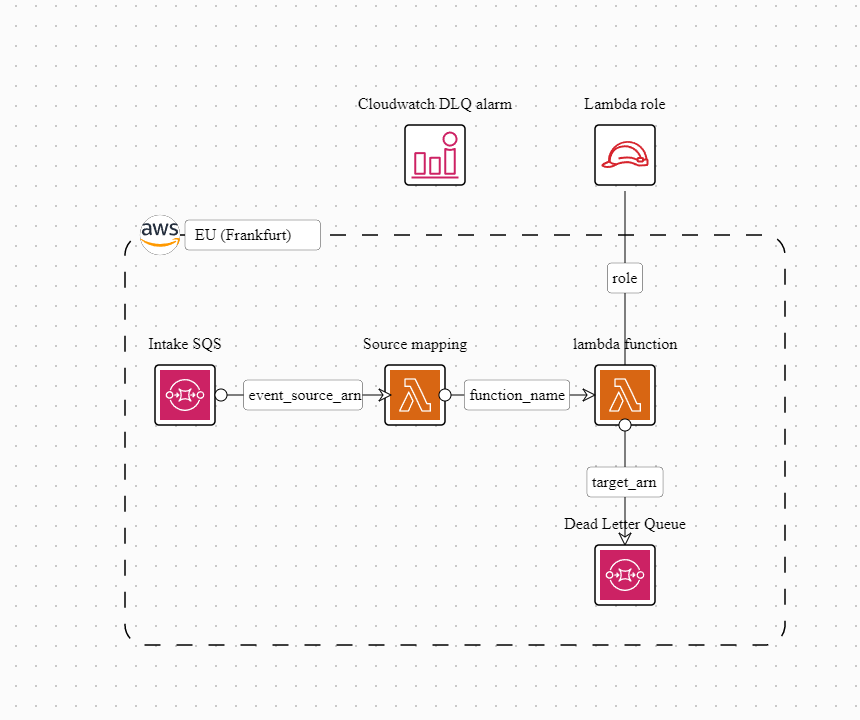 Cloudwatch DLQ alarm
Lambda role
aws
EU (Frankfurt)
role
Intake SQS
Source mapping
lambda function
event_source_arn
function_name
target_arn
Dead Letter Queue